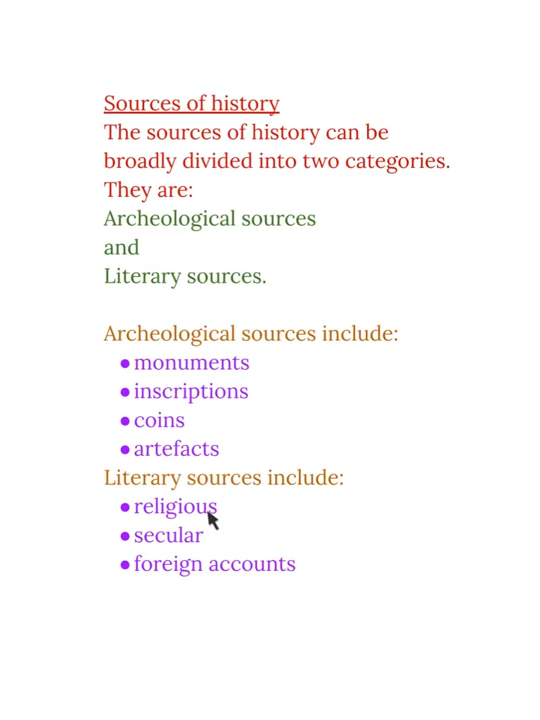 Sources of history
The sources of history can be
broadly divided into two categories.
They are:
Archeological sources
and
Literary sources.
Archeological sources include:
● monuments
● inscriptions
● coins
● artefacts
Literary sources include:
● religious
● secular
● foreign accounts